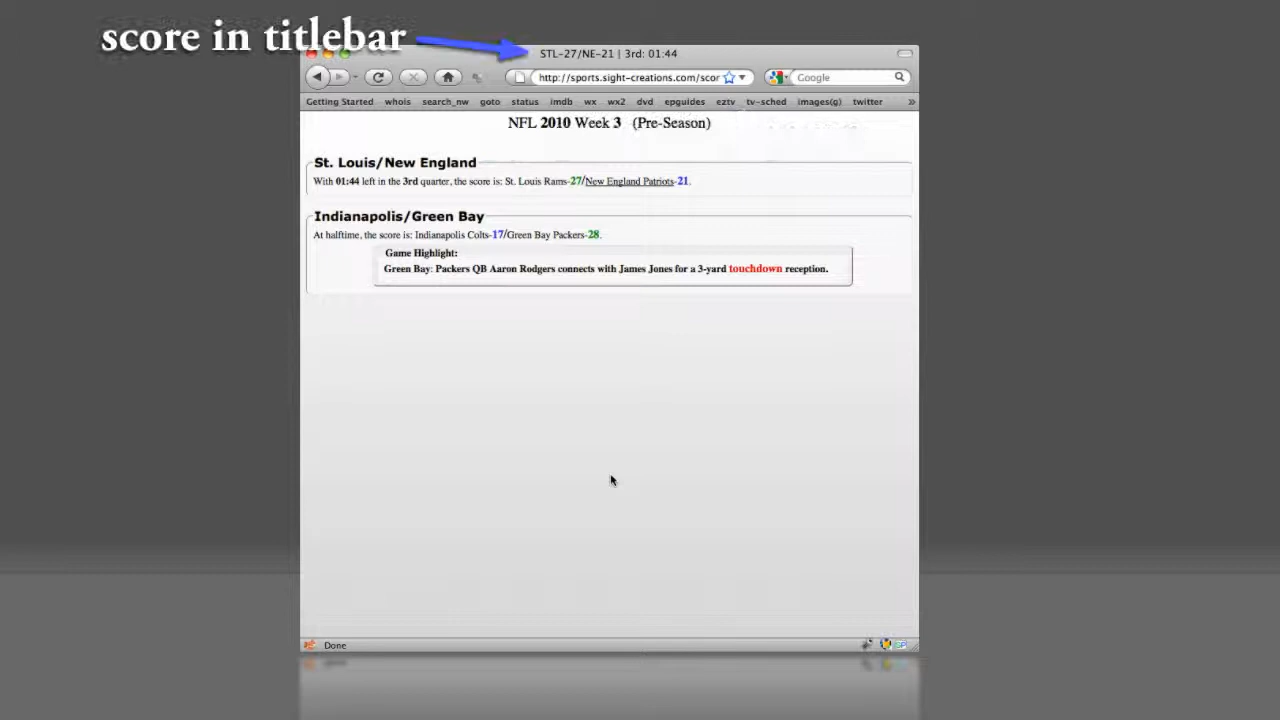 score in titlebar
STL-27/NE-21 | 3rd: 01:44
http://sports.sight-creations.com/scor
Google
Getting Started whois search_nw goto status imdb wx wx2 dvd epguides eztv tv-sched images(g) twitter »
NFL 2010 Week 3 (Pre-Season)
St. Louis/New England
With 01:44 left in the 3rd quarter, the score is: St. Louis Rams-27/New England Patriots-21.
Indianapolis/Green Bay
At halftime, the score is: Indianapolis Colts-17/Green Bay Packers-28.
Game Highlight:
Green Bay: Packers QB Aaron Rodgers connects with James Jones for a 3-yard touchdown reception.
Done